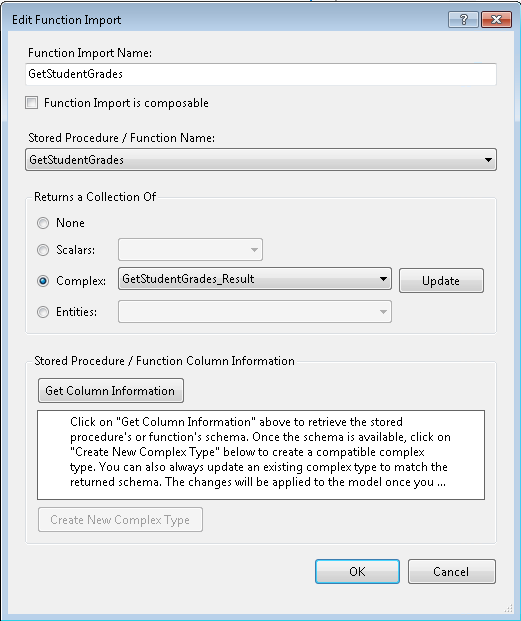 Edit Function Import
Function Import Name:
GetStudentGrades
Function Import is composable
Stored Procedure / Function Name:
GetStudentGrades
Returns a Collection Of
None
Scalars:
Complex:
GetStudentGrades_Result
Update
Entities:
Stored Procedure / Function Column Information
Get Column Information
Click on "Get Column Information" above to retrieve the stored
procedure's or function's schema. Once the schema is available, click on
"Create New Complex Type" below to create a compatible complex
type. You can also always update an existing complex type to match the
returned schema. The changes will be applied to the model once you ...
Create New Complex Type
OK
Cancel